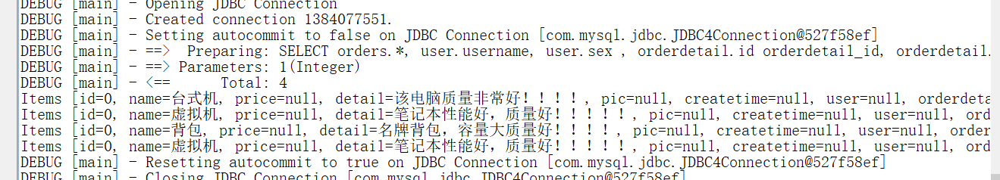 DEBUG [main] - Opening JDBC Connection
DEBUG [main] - Created connection 1384077551.
DEBUG [main] - Setting autocommit to false on JDBC Connection [com.mysql.jdbc.JDBC4Connection@527f58ef]
DEBUG [main] - ==>  Preparing: SELECT orders.*, user.username, user.sex , orderdetail.id orderdetail_id, orderdetail.
DEBUG [main] - ==> Parameters: 1(Integer)
DEBUG [main] - <==      Total: 4
Items [id=0, name=台式机, price=null, detail=该电脑质量非常好！！！！, pic=null, createtime=null, user=null, orderdeta
Items [id=0, name=虚拟机, price=null, detail=笔记本性能好，质量好！！！！！, pic=null, createtime=null, user=null, ord
Items [id=0, name=背包, price=null, detail=名牌背包，容量大质量好！！！！, pic=null, createtime=null, user=null, order
Items [id=0, name=虚拟机, price=null, detail=笔记本性能好，质量好！！！！！, pic=null, createtime=null, user=null, ord
DEBUG [main] - Resetting autocommit to true on JDBC Connection [com.mysql.jdbc.JDBC4Connection@527f58ef]
DEBUG [main] - Closing JDBC Connection [com.mysql.jdbc.JDBC4Connection@527f58ef]